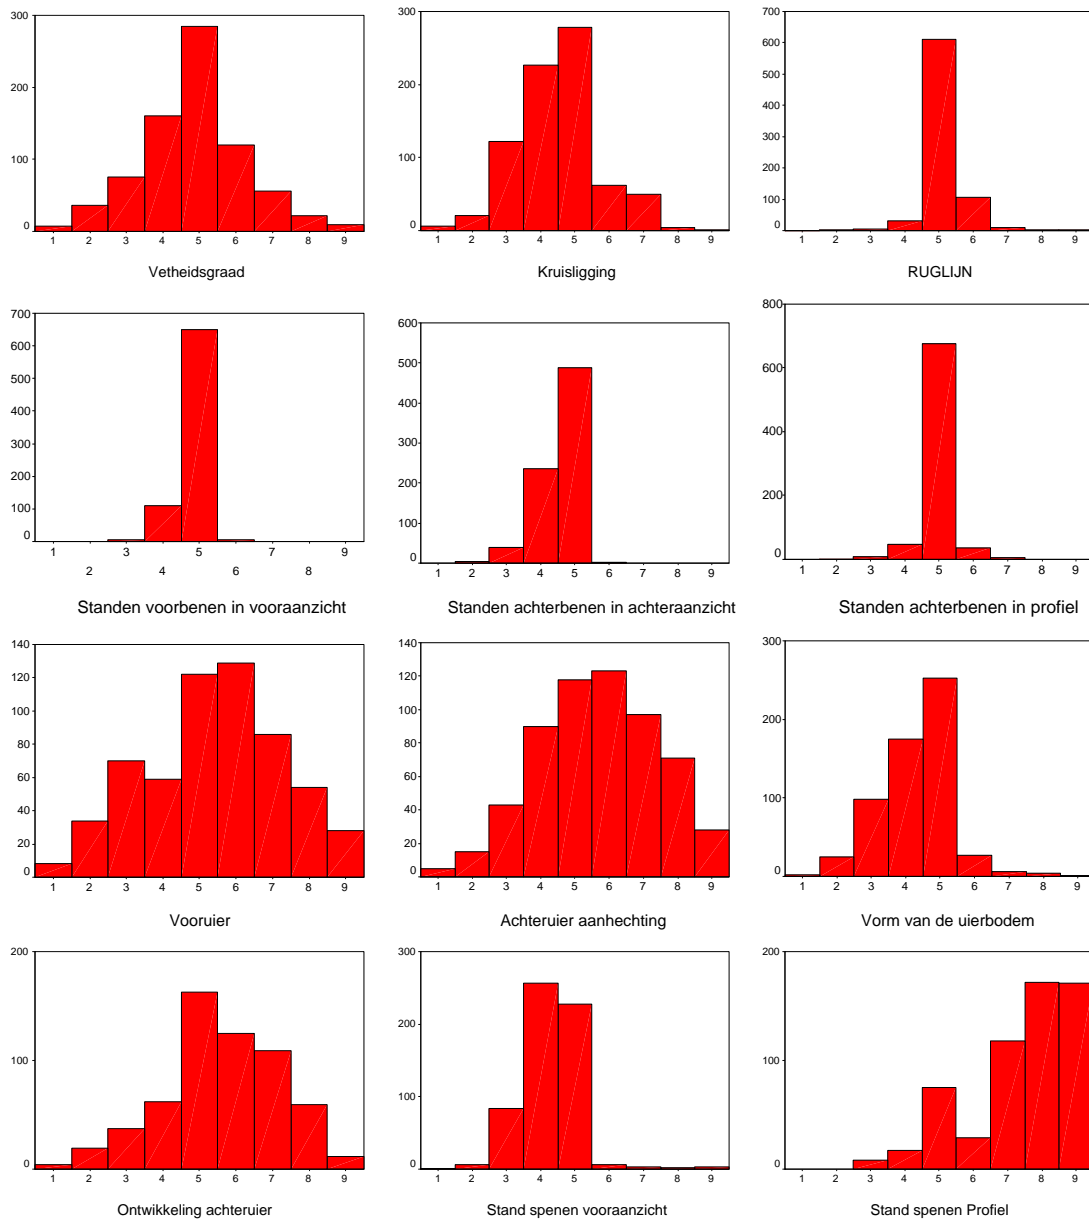 300
200
100
0
1 2 3 4 5 6 7 8 9
Vetheidsgraad
300
200
100
0
1 2 3 4 5 6 7 8 9
Kruisligging
700
600
500
400
300
200
100
0
1 2 3 4 5 6 7 8 9
RUGLIJN
700
600
500
400
300
200
100
0
1 3 5 7 9
2 4 6 8
Standen voorbenen in vooraanzicht
600
500
400
300
200
100
0
1 2 3 4 5 6 7 8 9
Standen achterbenen in achteraanzicht
800
600
400
200
0
1 2 3 4 5 6 7 8 9
Standen achterbenen in profiel
140
120
100
80
60
40
20
0
1 2 3 4 5 6 7 8 9
Vooruier
140
120
100
80
60
40
20
0
1 2 3 4 5 6 7 8 9
Achteruier aanhechting
300
200
100
0
1 2 3 4 5 6 7 8 9
Vorm van de uierbodem
200
100
0
1 2 3 4 5 6 7 8 9
Ontwikkeling achteruier
300
200
100
0
1 2 3 4 5 6 7 8 9
Stand spenen vooraanzicht
200
100
0
1 2 3 4 5 6 7 8 9
Stand spenen Profiel